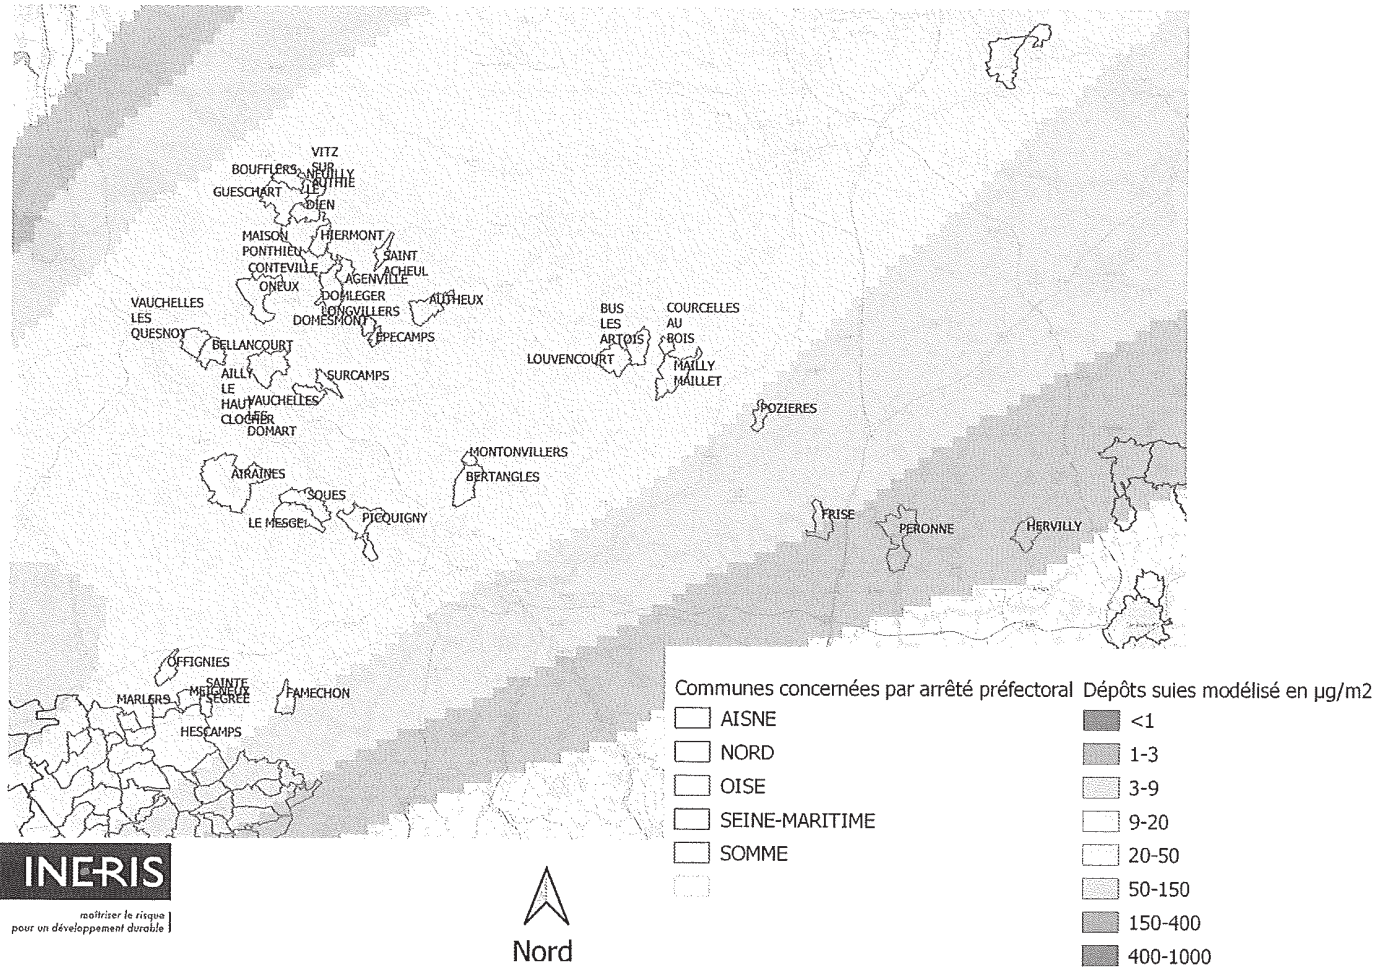 VITZ
SUR
AUTHIE
BOUFFLERS
NEUILLY
LE
DIEN
GUESCHART
MAISON
PONTHIEU
HIERMONT
SAINT
ACHEUL
CONTEVILLE
AGENVILLE
ONEUX
DOMLEGER
LONGVILLERS
AUTHEUX
VAUCHELLES
LES
QUESNOY
DOMESMONT
EPECAMPS
BELLANCOURT
AILLY
LE
HAUT
CLOCHER
SURCAMPS
VAUCHELLES
LES
DOMART
BUS
LES
ARTOIS
COURCELLES
AU
BOIS
LOUVENCOURT
MAILLY
MAILLET
POZIERES
MONTONVILLERS
BERTANGLES
AIRAINES
SOUES
LE MESGE
PICQUIGNY
FRISE
PERONNE
HERVILLY
OFFIGNIES
SAINTE
SEGREE
MEIGNEUX
MARLERS
FAMECHON
HESCAMPS
Communes concernées par arrêté préfectoral
AISNE
NORD
OISE
SEINE-MARITIME
SOMME
Dépôts suies modélisé en µg/m2
<1
1-3
3-9
9-20
20-50
50-150
150-400
400-1000
INERIS
maîtriser le risque
pour un développement durable
Nord